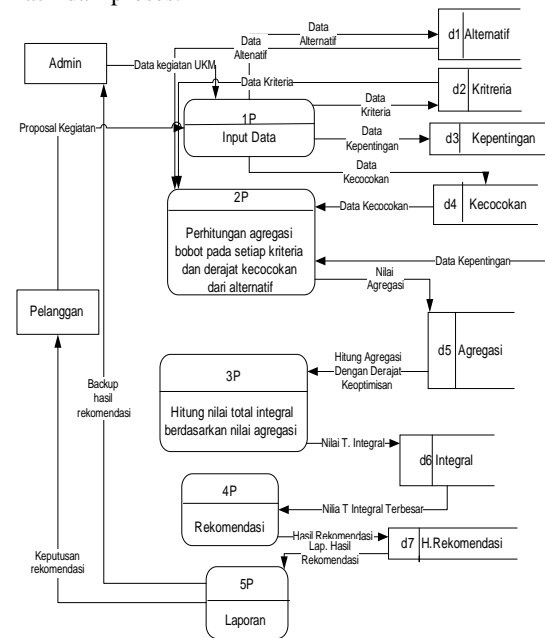 Data
Alternatif
d1 Alternatif
Data
Altenatif
Admin
Data kegiatan UKM
Data Kriteria
d2 Kritreria
1P
Input Data
Data
Kriteria
Proposal Kegiatan
Data
Kepentingan
d3 Kepentingan
Data
Kecocokan
2P
Perhitungan agregasi
bobot pada setiap kriteria
dan derajat kecocokan
dari alternatif
Data Kecocokan
d4 Kecocokan
Data Kepentingan
Nilai
Agregasi
Pelanggan
d5 Agregasi
Hitung Agregasi
Dengan Derajat
Keoptimisan
Backup
hasil
rekomendasi
3P
Hitung nilai total integral
berdasarkan nilai agregasi
Nilai T. Integral
d6 Integral
4P
Rekomendasi
Nilia T Integral Terbesar
Hasil Rekomendasi
d7 H.Rekomendasi
Lap. Hasil
Rekomendasi
Keputusan
rekomendasi
5P
Laporan